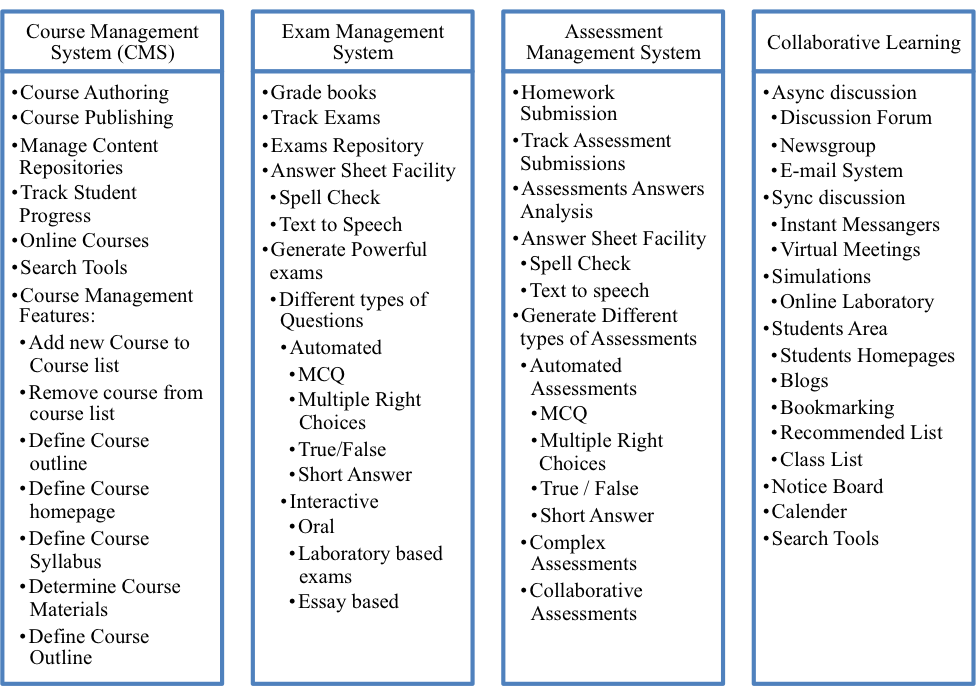 Course Management
System (CMS)
•Course Authoring
•Course Publishing
•Manage Content
Repositories
•Track Student
Progress
•Online Courses
•Search Tools
•Course Management
Features:
•Add new Course to
Course list
•Remove course from
course list
•Define Course
outline
•Define Course
homepage
•Define Course
Syllabus
•Determine Course
Materials
•Define Course
Outline
Exam Management
System
•Grade books
•Track Exams
•Exams Repository
•Answer Sheet Facility
•Spell Check
•Text to Speech
•Generate Powerful
exams
•Different types of
Questions
•Automated
•MCQ
•Multiple Right
Choices
•True/False
•Short Answer
•Interactive
•Oral
•Laboratory based
exams
•Essay based
Assessment
Management System
•Homework
Submission
•Track Assessment
Submissions
•Assessments Answers
Analysis
•Answer Sheet Facility
•Spell Check
•Text to speech
•Generate Different
types of Assessments
•Automated
Assessments
•MCQ
•Multiple Right
Choices
•True / False
•Short Answer
•Complex
Assessments
•Collaborative
Assessments
Collaborative Learning
•Async discussion
•Discussion Forum
•Newsgroup
•E-mail System
•Sync discussion
•Instant Messangers
•Virtual Meetings
•Simulations
•Online Laboratory
•Students Area
•Students Homepages
•Blogs
•Bookmarking
•Recommended List
•Class List
•Notice Board
•Calender
•Search Tools